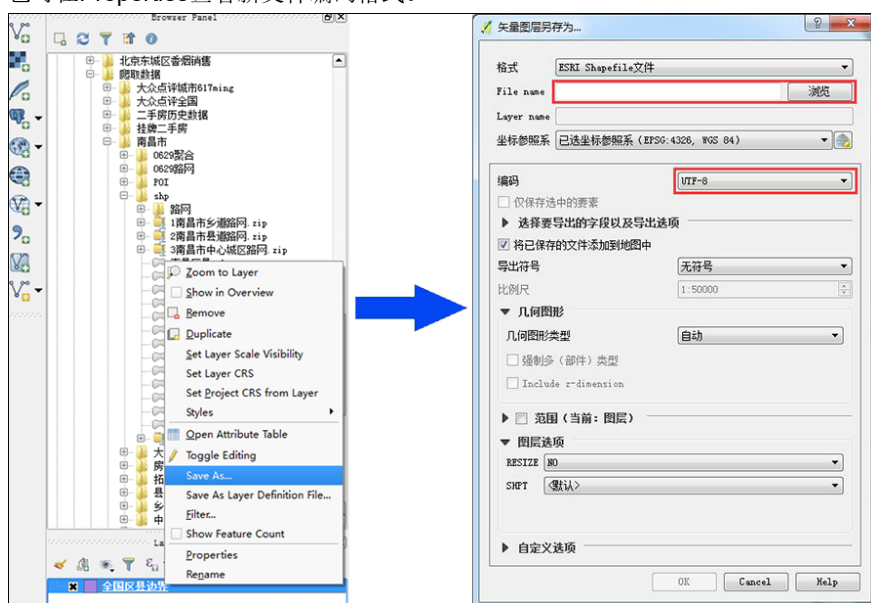 Browser Panel
北京东城区香烟销售
爬取数据
大众点评城市617ming
大众点评全国
二手房历史数据
挂牌二手房
南昌市
0629聚合
0629路网
POI
shp
路网
1南昌市乡道路网.zip
2南昌市县道路网.zip
3南昌市中心城区路网.zip
Zoom to Layer
Show in Overview
Remove
Duplicate
Set Layer Scale Visibility
Set Layer CRS
Set Project CRS from Layer
Styles
Open Attribute Table
Toggle Editing
Save As...
Save As Layer Definition File...
Filter...
Show Feature Count
Properties
Rename
大
房
拓
县
乡
中
La
全国区县边界
矢量图层另存为...
格式 ESRI Shapefile文件
File name 浏览
Layer name
坐标参照系 已选坐标参照系 (EPSG:4326, WGS 84)
编码 UTF-8
仅保存选中的要素
选择要导出的字段以及导出选项
将已保存的文件添加到地图中
导出符号 无符号
比例尺 1:50000
几何图形
几何图形类型 自动
强制多（部件）类型
Include z-dimension
范围（当前：图层）
图层选项
RESIZE NO
SHPT <默认>
自定义选项
OK Cancel Help